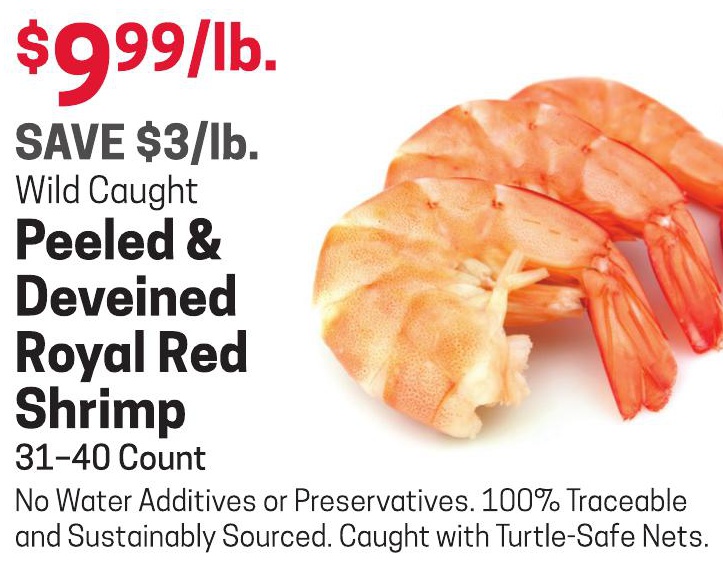 $9.99/lb.
SAVE $3/lb.
Wild Caught
Peeled &
Deveined
Royal Red
Shrimp
31–40 Count
No Water Additives or Preservatives. 100% Traceable
and Sustainably Sourced. Caught with Turtle-Safe Nets.